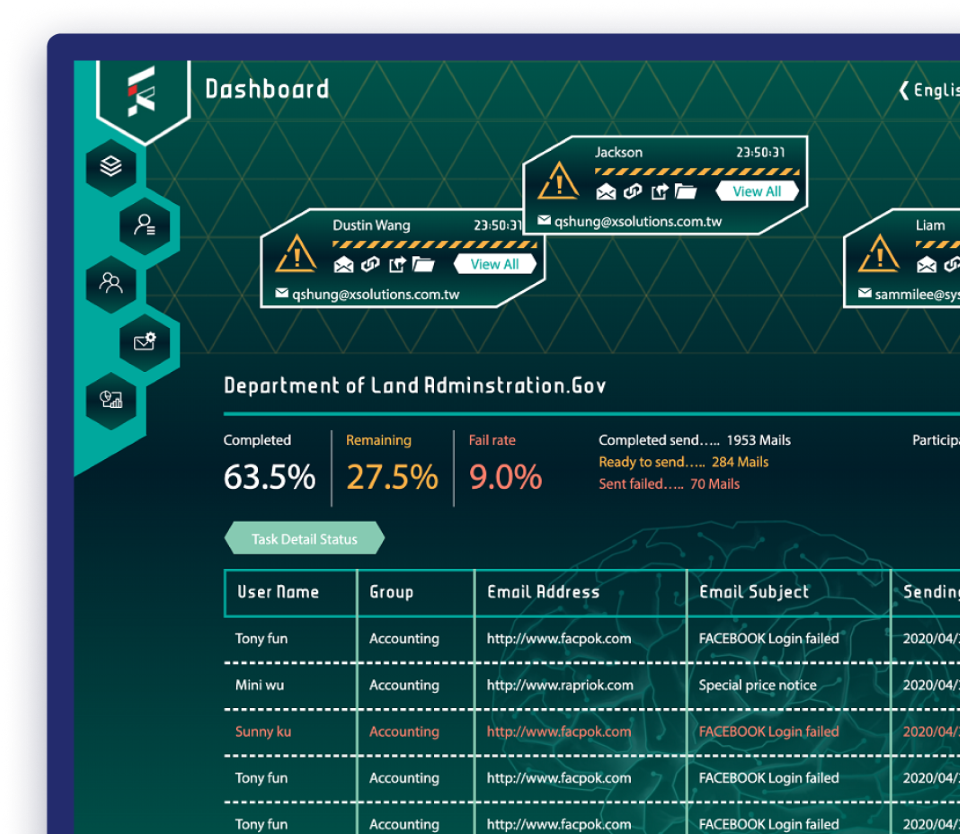 Dashboard
❮ Englis
Jackson 23:50:31
View All
qshung@xsolutions.com.tw
Dustin Wang 23:50:31
View All
qshung@xsolutions.com.tw
Liam
sammilee@sys
Department of Land Adminstration.Gov
Completed Remaining Fail rate
63.5% 27.5% 9.0%
Completed send..... 1953 Mails
Ready to send..... 284 Mails
Sent failed..... 70 Mails
Particip
Task Detail Status
User Name Group Email Address Email Subject Sending
Tony fun Accounting http://www.facpok.com FACEBOOK Login failed 2020/04/
Mini wu Accounting http://www.rapriok.com Special price notice 2020/04/
Sunny ku Accounting http://www.facpok.com FACEBOOK Login failed 2020/04/
Tony fun Accounting http://www.facpok.com FACEBOOK Login failed 2020/04/
Tony fun Accounting http://www.facpok.com FACEBOOK Login failed 2020/04/